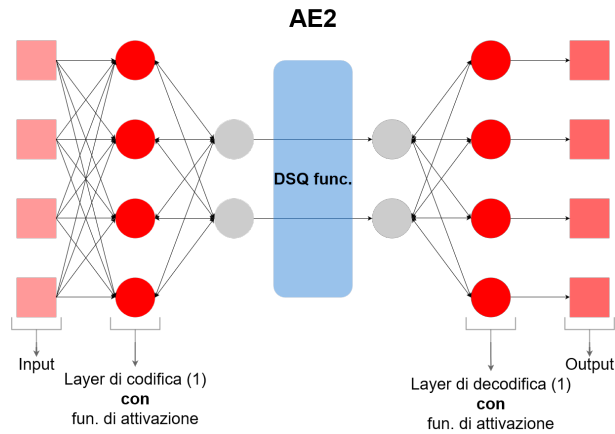 AE2
DSQ func.
Input
Layer di codifica (1)
con
fun. di attivazione
Layer di decodifica (1)
con
fun. di attivazione
Output